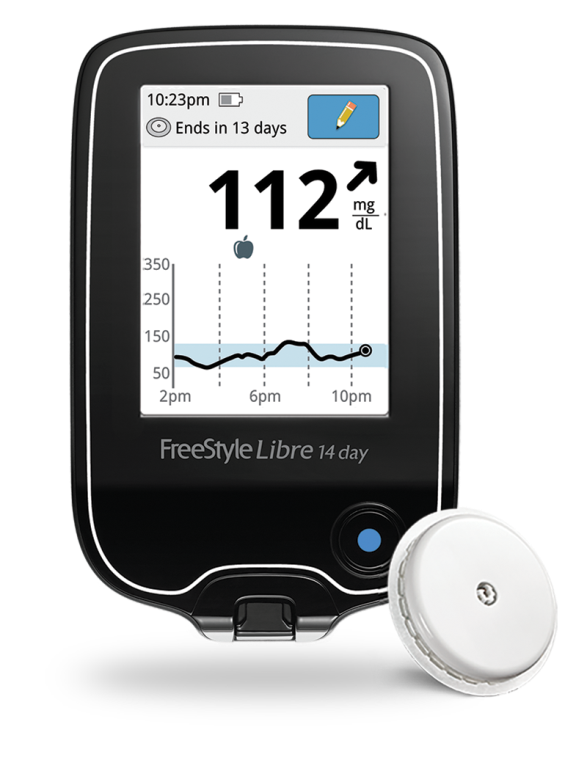 10:23pm
Ends in 13 days
112 mg/dL
350
250
150
50
2pm 6pm 10pm
FreeStyle Libre 14 day